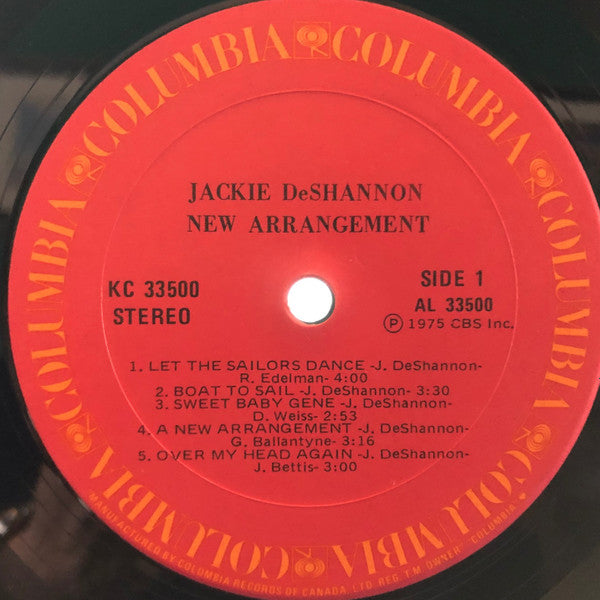 COLUMBIA COLUMBIA COLUMBIA COLUMBIA COLUMBIA COLUMBIA
JACKIE DeSHANNON
NEW ARRANGEMENT
KC 33500
STEREO
SIDE 1
AL 33500
Ⓟ 1975 CBS Inc.
1. LET THE SAILORS DANCE -J. DeShannon-
R. Edelman- 4:00
2. BOAT TO SAIL -J. DeShannon- 3:30
3. SWEET BABY GENE -J. DeShannon-
D. Weiss- 2:53
4. A NEW ARRANGEMENT -J. DeShannon-
G. Ballantyne- 3:16
5. OVER MY HEAD AGAIN -J. DeShannon-
J. Bettis- 3:00
MANUFACTURED BY COLUMBIA RECORDS OF CANADA, LTD REG. T.M. OWNER "COLUMBIA"